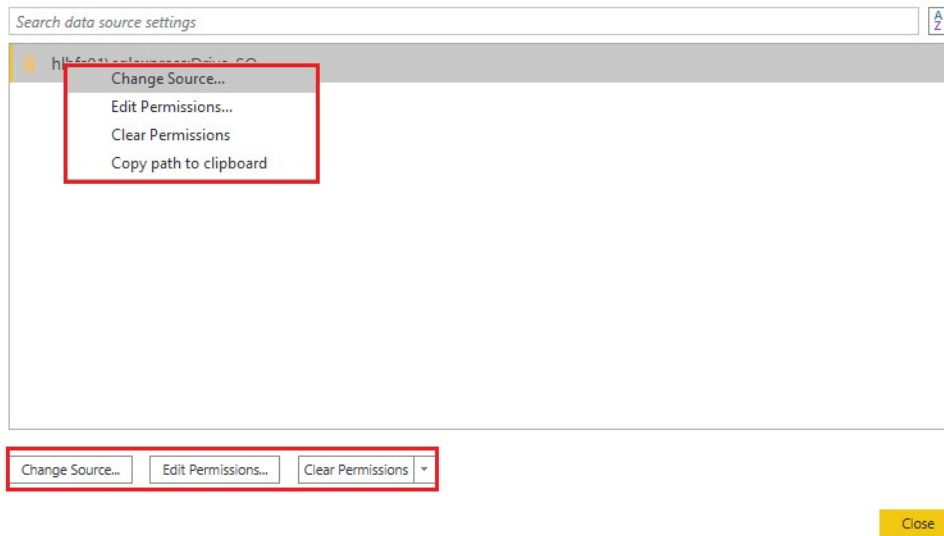 Search data source settings
A
Z
Change Source...
Edit Permissions...
Clear Permissions
Copy path to clipboard
Change Source...
Edit Permissions...
Clear Permissions
Close